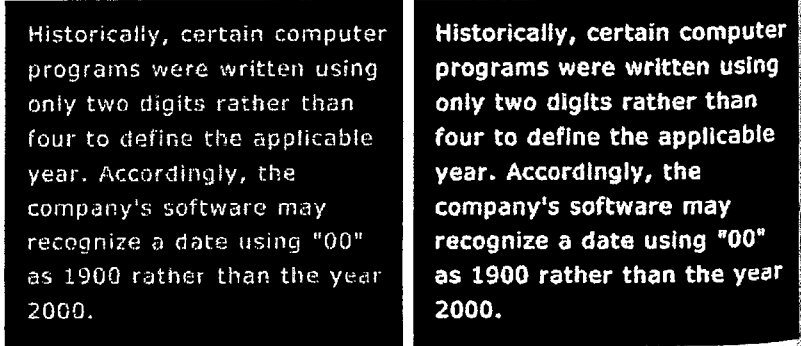 Historically, certain computer
programs were written using
only two digits rather than
four to define the applicable
year. Accordingly, the
company's software may
recognize a date using "00"
as 1900 rather than the year
2000.
Historically, certain computer
programs were written using
only two digits rather than
four to define the applicable
year. Accordingly, the
company's software may
recognize a date using "00"
as 1900 rather than the year
2000.